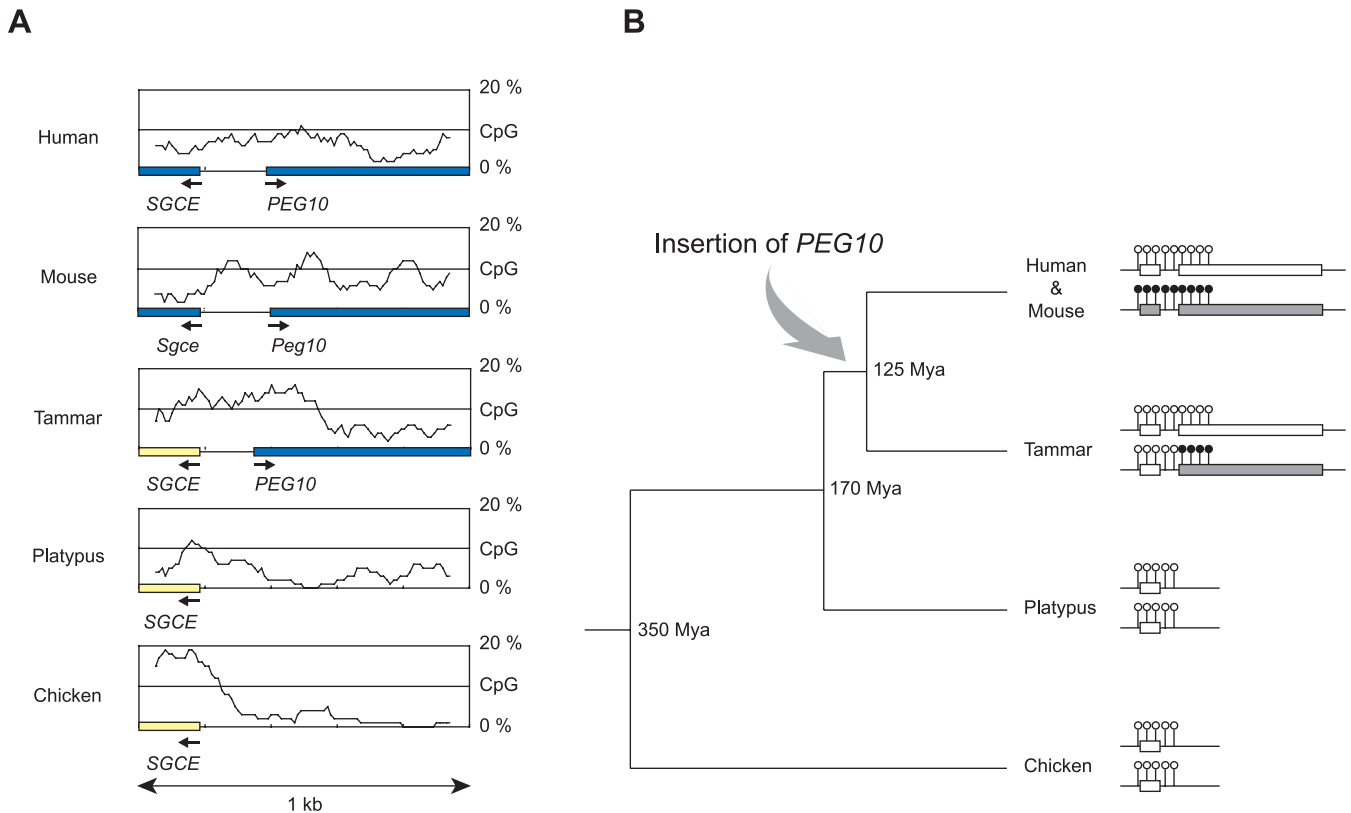 A
Human
20 %
CpG
0 %
SGCE
PEG10
Mouse
20 %
CpG
0 %
Sgce
Peg10
Tammar
20 %
CpG
0 %
SGCE
PEG10
Platypus
20 %
CpG
0 %
SGCE
Chicken
20 %
CpG
0 %
SGCE
1 kb
B
Insertion of PEG10
125 Mya
170 Mya
350 Mya
Human
&
Mouse
Tammar
Platypus
Chicken